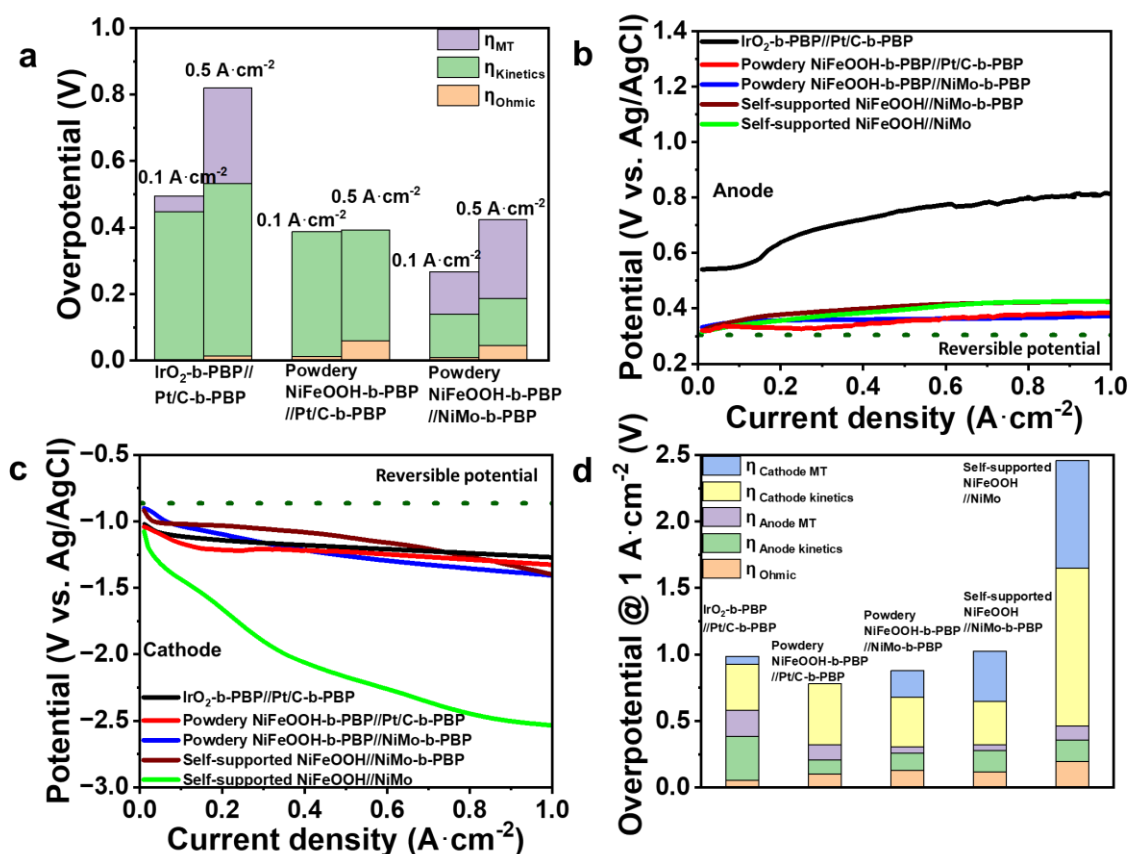 a
Overpotential (V)
1.0
0.8
0.6
0.4
0.2
0.0
η_MT
η_Kinetics
η_Ohmic
0.1 A·cm⁻²
0.5 A·cm⁻²
0.1 A·cm⁻²
0.5 A·cm⁻²
0.1 A·cm⁻²
0.5 A·cm⁻²
IrO₂-b-PBP//
Pt/C-b-PBP
Powdery
NiFeOOH-b-PBP
//Pt/C-b-PBP
Powdery
NiFeOOH-b-PBP
//NiMo-b-PBP
b
Potential (V vs. Ag/AgCl)
1.4
1.2
1.0
0.8
0.6
0.4
0.2
IrO₂-b-PBP//Pt/C-b-PBP
Powdery NiFeOOH-b-PBP//Pt/C-b-PBP
Powdery NiFeOOH-b-PBP//NiMo-b-PBP
Self-supported NiFeOOH//NiMo-b-PBP
Self-supported NiFeOOH//NiMo
Anode
Reversible potential
0.0
0.2
0.4
0.6
0.8
1.0
Current density (A·cm⁻²)
c
Potential (V vs. Ag/AgCl)
−0.5
−1.0
−1.5
−2.0
−2.5
−3.0
Reversible potential
Cathode
IrO₂-b-PBP//Pt/C-b-PBP
Powdery NiFeOOH-b-PBP//Pt/C-b-PBP
Powdery NiFeOOH-b-PBP//NiMo-b-PBP
Self-supported NiFeOOH//NiMo-b-PBP
Self-supported NiFeOOH//NiMo
0.0
0.2
0.4
0.6
0.8
1.0
Current density (A·cm⁻²)
d
Overpotential @ 1 A·cm⁻² (V)
2.5
2.0
1.5
1.0
0.5
0.0
η Cathode MT
η Cathode kinetics
η Anode MT
η Anode kinetics
η Ohmic
IrO₂-b-PBP
//Pt/C-b-PBP
Powdery
NiFeOOH-b-PBP
//Pt/C-b-PBP
Powdery
NiFeOOH-b-PBP
//NiMo-b-PBP
Self-supported
NiFeOOH
//NiMo-b-PBP
Self-supported
NiFeOOH
//NiMo